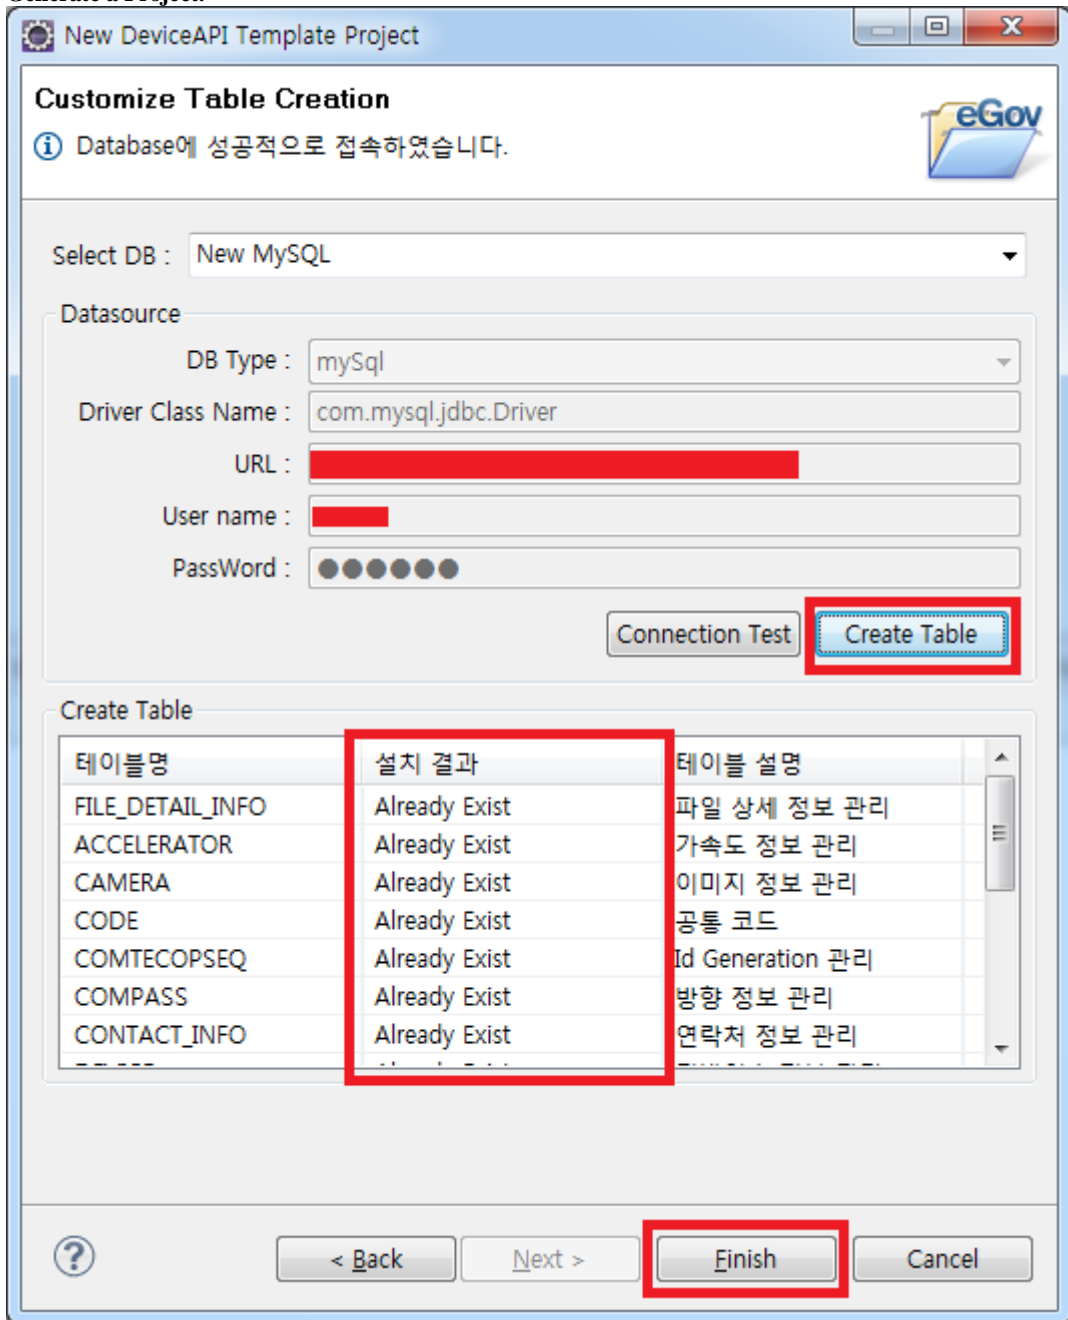 Generate a Project.
New DeviceAPI Template Project
Customize Table Creation
eGov
Database에 성공적으로 접속하였습니다.
Select DB : New MySQL
Datasource
DB Type : mySql
Driver Class Name : com.mysql.jdbc.Driver
URL :
User name :
PassWord : ●●●●●●
Connection Test Create Table
Create Table
테이블명 설치 결과 테이블 설명
FILE_DETAIL_INFO Already Exist 파일 상세 정보 관리
ACCELERATOR Already Exist 가속도 정보 관리
CAMERA Already Exist 이미지 정보 관리
CODE Already Exist 공통 코드
COMTECOPSEQ Already Exist Id Generation 관리
COMPASS Already Exist 방향 정보 관리
CONTACT_INFO Already Exist 연락처 정보 관리
< Back Next > Finish Cancel